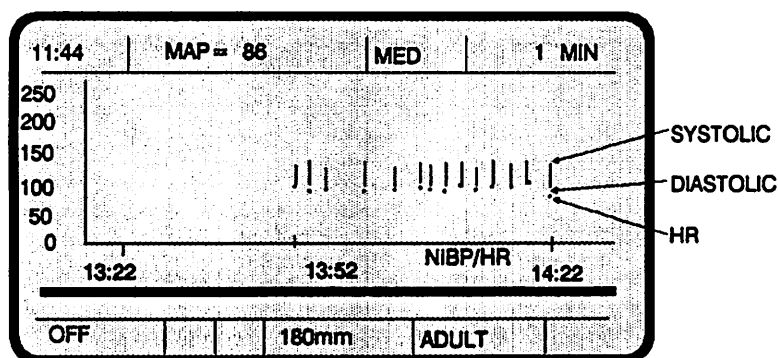 11:44 MAP= 86 MED 1 MIN
250
200
150
100
50
0
SYSTOLIC
DIASTOLIC
HR
NIBP/HR
13:22 13:52 14:22
OFF 180mm ADULT